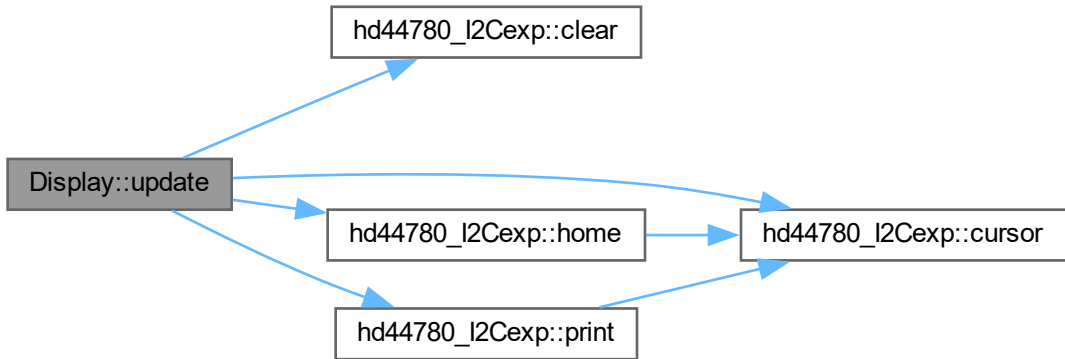 hd44780_I2Cexp::clear
Display::update
hd44780_I2Cexp::home
hd44780_I2Cexp::cursor
hd44780_I2Cexp::print